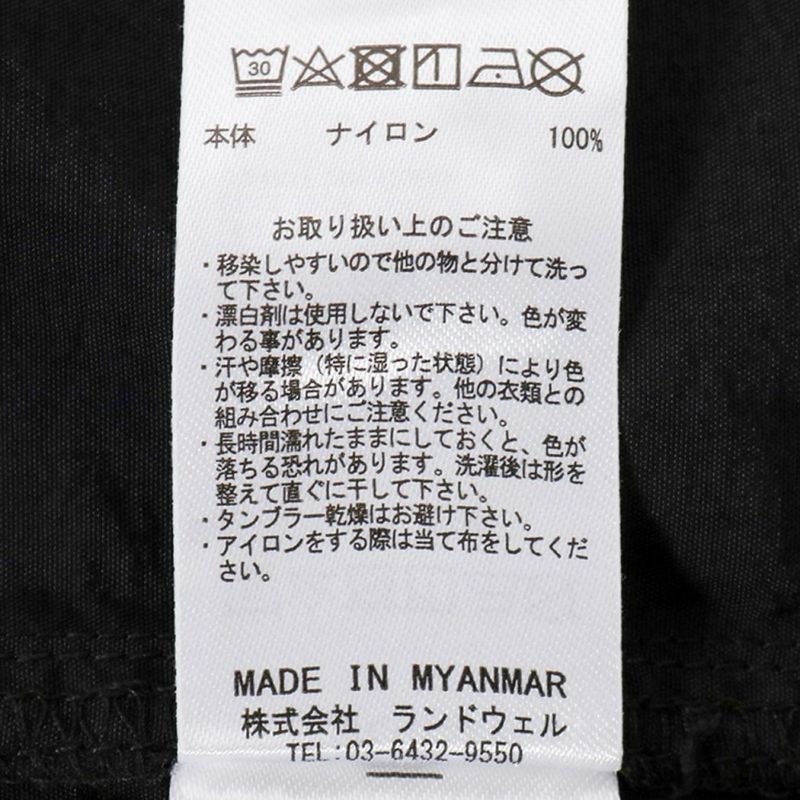 30
本体 ナイロン 100%
お取り扱い上のご注意
・移染しやすいので他の物と分けて洗っ
て下さい。
・漂白剤は使用しないで下さい。色が変
わる事があります。
・汗や摩擦（特に湿った状態）により色
が移る場合があります。他の衣類との
組み合わせにご注意ください。
・長時間濡れたままにしておくと、色が
落ちる恐れがあります。洗濯後は形を
整えて直ぐに干して下さい。
・タンブラー乾燥はお避け下さい。
・アイロンをする際は当て布をしてくだ
さい。
MADE IN MYANMAR
株式会社 ランドウェル
TEL:03-6432-9550